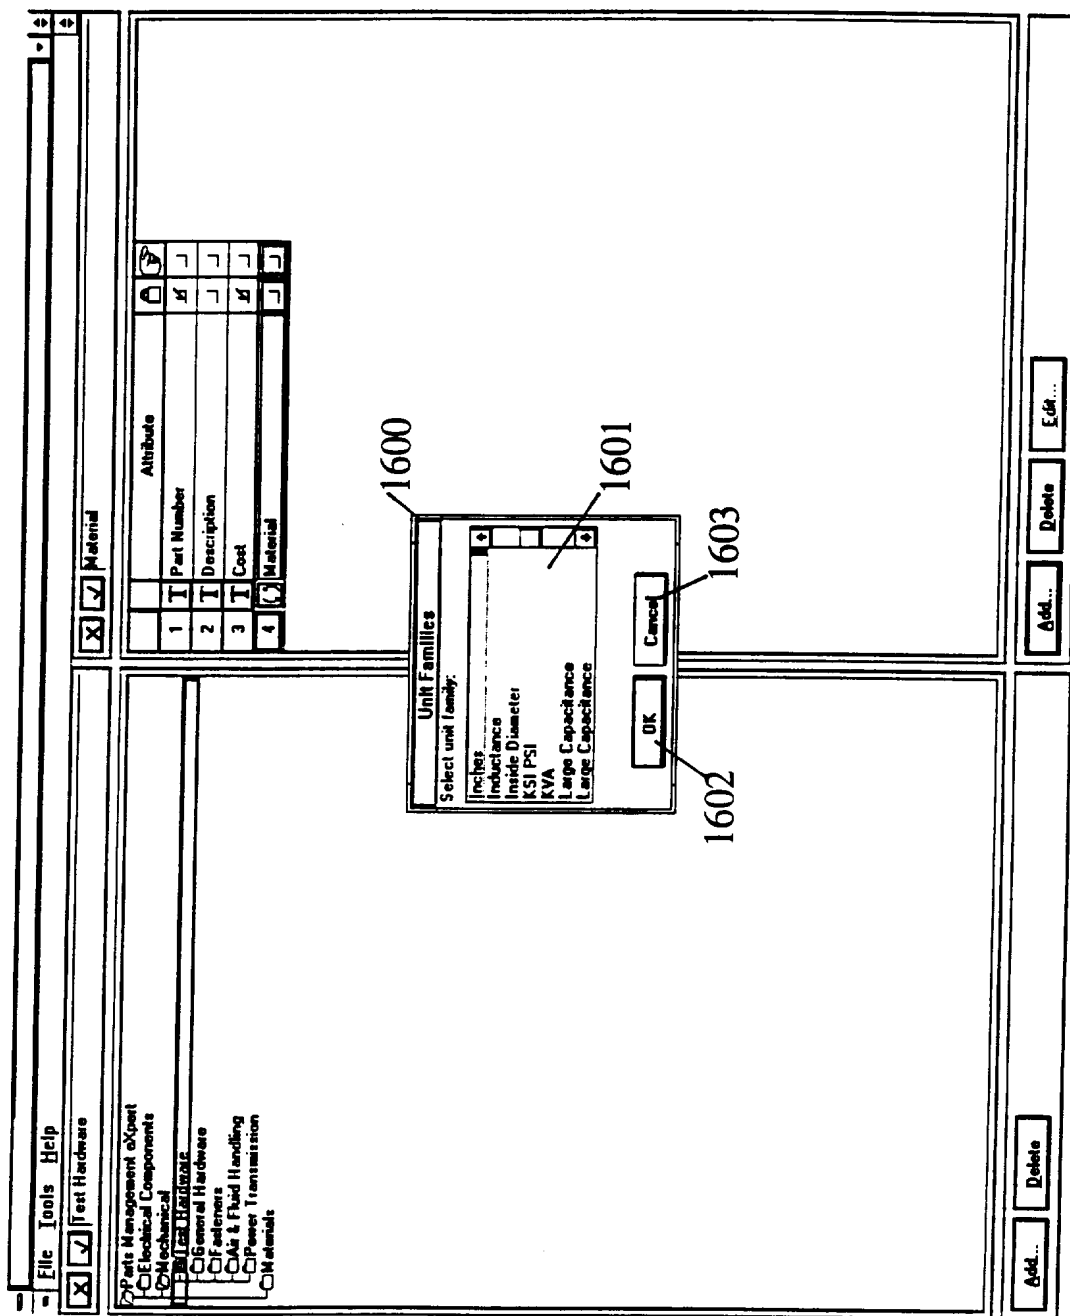 File Tools Help
Test Hardware
Material
Parts Management eXpert
Electrical Components
Mechanical
Test Hardware
General Hardware
Fasteners
Air & Fluid Handling
Power Transmission
Materials
Attribute
1 T Part Number
2 T Description
3 T Cost
4 ( ) Material
1600
Unit Families
Select unit family:
Inches
Inductance
Inside Diameter
KSI PSI
KVA
Large Capacitance
Large Capacitance
1601
OK
Cancel
1602
1603
Add...
Delete
Add...
Delete
Edit...